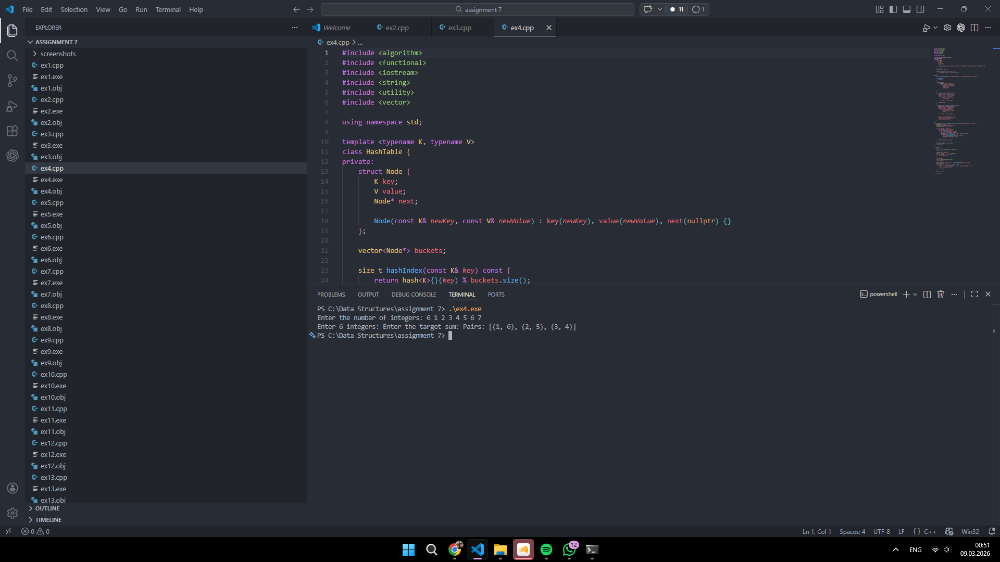 File Edit Selection View Go Run Terminal Help
assignment 7
11
1
EXPLORER
ASSIGNMENT 7
screenshots
ex1.cpp
ex1.exe
ex1.obj
ex2.cpp
ex2.exe
ex2.obj
ex3.cpp
ex3.exe
ex3.obj
ex4.cpp
ex4.exe
ex4.obj
ex5.cpp
ex5.exe
ex5.obj
ex6.cpp
ex6.exe
ex6.obj
ex7.cpp
ex7.exe
ex7.obj
ex8.cpp
ex8.exe
ex8.obj
ex9.cpp
ex9.exe
ex9.obj
ex10.cpp
ex10.exe
ex10.obj
ex11.cpp
ex11.exe
ex11.obj
ex12.cpp
ex12.exe
ex12.obj
ex13.cpp
ex13.exe
ex13.obj
OUTLINE
TIMELINE
Welcome ex2.cpp ex3.cpp ex4.cpp
ex4.cpp > ...
1 #include <algorithm>
2 #include <functional>
3 #include <iostream>
4 #include <string>
5 #include <utility>
6 #include <vector>
7
8 using namespace std;
9
10 template <typename K, typename V>
11 class HashTable {
12 private:
13 struct Node {
14 K key;
15 V value;
16 Node* next;
17
18 Node(const K& newKey, const V& newValue) : key(newKey), value(newValue), next(nullptr) {}
19 };
20
21 vector<Node*> buckets;
22
23 size_t hashIndex(const K& key) const {
24 return hash<K>{}(key) % buckets.size();
PROBLEMS OUTPUT DEBUG CONSOLE TERMINAL PORTS
powershell
PS C:\Data Structures\assignment 7> .\ex4.exe
Enter the number of integers: 6 1 2 3 4 5 6 7
Enter 6 integers: Enter the target sum: Pairs: [(1, 6), (2, 5), (3, 4)]
PS C:\Data Structures\assignment 7>
0 0
Ln 1, Col 1 Spaces: 4 UTF-8 LF {} C++ Win32
12
ENG
00:51
09.03.2026